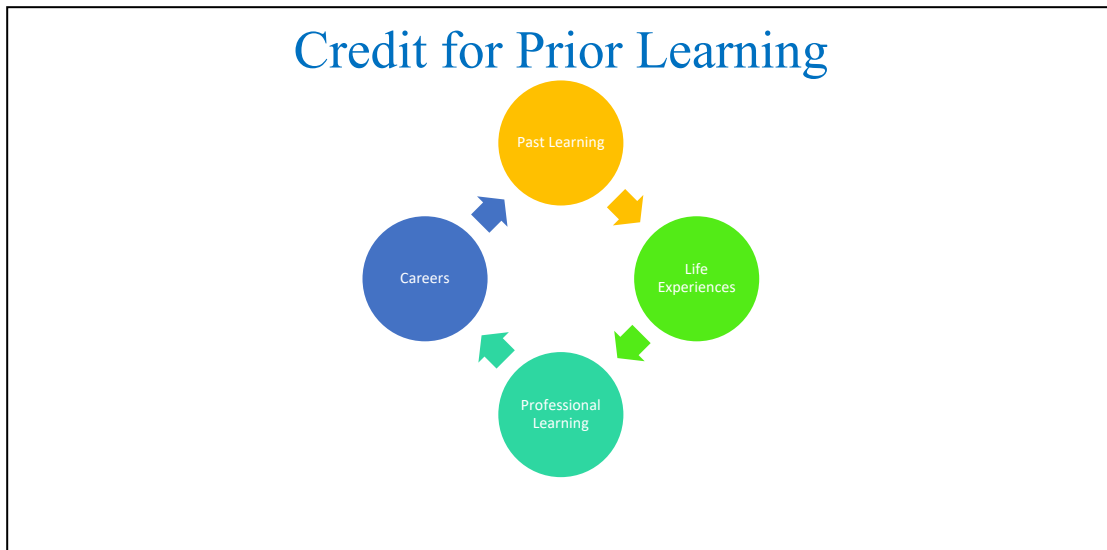 Credit for Prior Learning
Past Learning
Life
Experiences
Professional
Learning
Careers